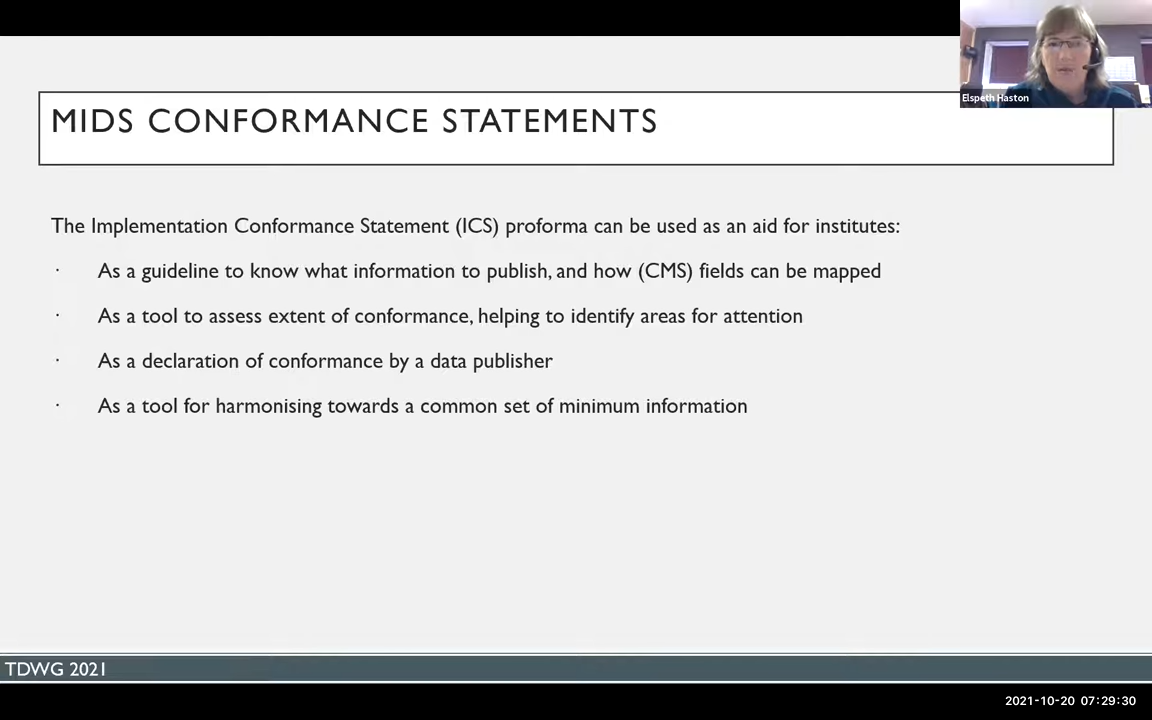 Elspeth Haston
MIDS CONFORMANCE STATEMENTS
The Implementation Conformance Statement (ICS) proforma can be used as an aid for institutes:
· As a guideline to know what information to publish, and how (CMS) fields can be mapped
· As a tool to assess extent of conformance, helping to identify areas for attention
· As a declaration of conformance by a data publisher
· As a tool for harmonising towards a common set of minimum information
TDWG 2021
2021-10-20 07:29:30